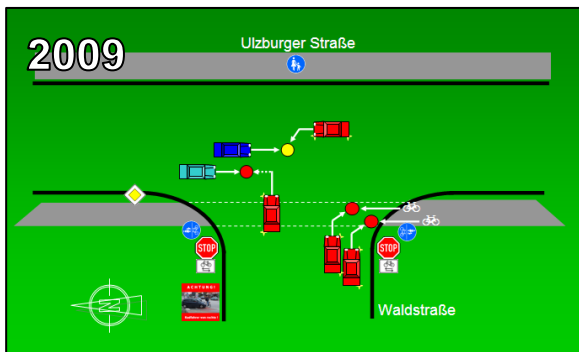 2009
Ulzburger Straße
STOP
STOP
ACHTUNG!
Waldstraße